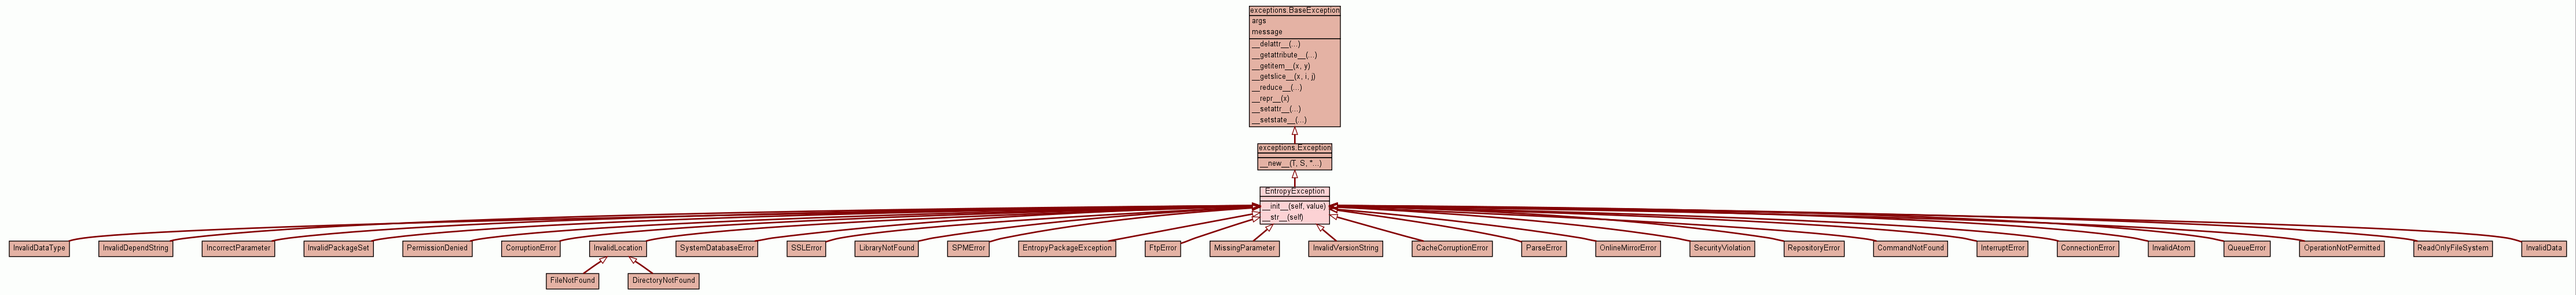 exceptions.BaseException
args
message
__delattr__(...)
__getattribute__(...)
__getitem__(x, y)
__getslice__(x, i, j)
__reduce__(...)
__repr__(x)
__setattr__(...)
__setstate__(...)
exceptions.Exception
__new__(T, S, *...)
EntropyException
__init__(self, value)
__str__(self)
InvalidDataType
InvalidDependString
IncorrectParameter
InvalidPackageSet
PermissionDenied
CorruptionError
InvalidLocation
SystemDatabaseError
SSLError
LibraryNotFound
SPMError
EntropyPackageException
FtpError
MissingParameter
InvalidVersionString
CacheCorruptionError
ParseError
OnlineMirrorError
SecurityViolation
RepositoryError
CommandNotFound
InterruptError
ConnectionError
InvalidAtom
QueueError
OperationNotPermitted
ReadOnlyFileSystem
InvalidData
FileNotFound
DirectoryNotFound